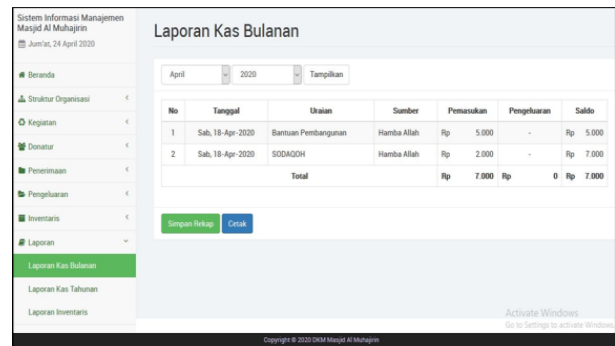 Sistem Informasi Manajemen
Masjid Al Muhajirin
Jum'at, 24 April 2020
Laporan Kas Bulanan
April 2020 Tampilkan
Beranda
Struktur Organisasi
Kegiatan
Donatur
Penerimaan
Pengeluaran
Inventaris
Laporan
Laporan Kas Bulanan
Laporan Kas Tahunan
Laporan Inventaris
No Tanggal Uraian Sumber Pemasukan Pengeluaran Saldo
1 Sab, 18-Apr-2020 Bantuan Pembangunan Hamba Allah Rp 5.000 - Rp 5.000
2 Sab, 18-Apr-2020 SODAQOH Hamba Allah Rp 2.000 - Rp 7.000
Total Rp 7.000 Rp 0 Rp 7.000
Simpan Rekap Cetak
Activate Windows
Go to Settings to activate Windows.
Copyright © 2020 DKM Masjid Al Muhajirin